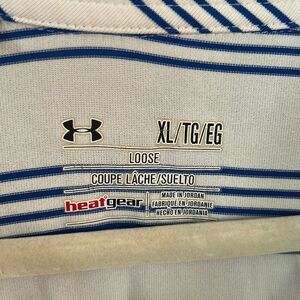 XL/TG/EG
LOOSE
COUPE LÂCHE/SUELTO
heatgear
MADE IN JORDAN
FABRIQUÉ EN JORDANIE
HECHO EN JORDANIA